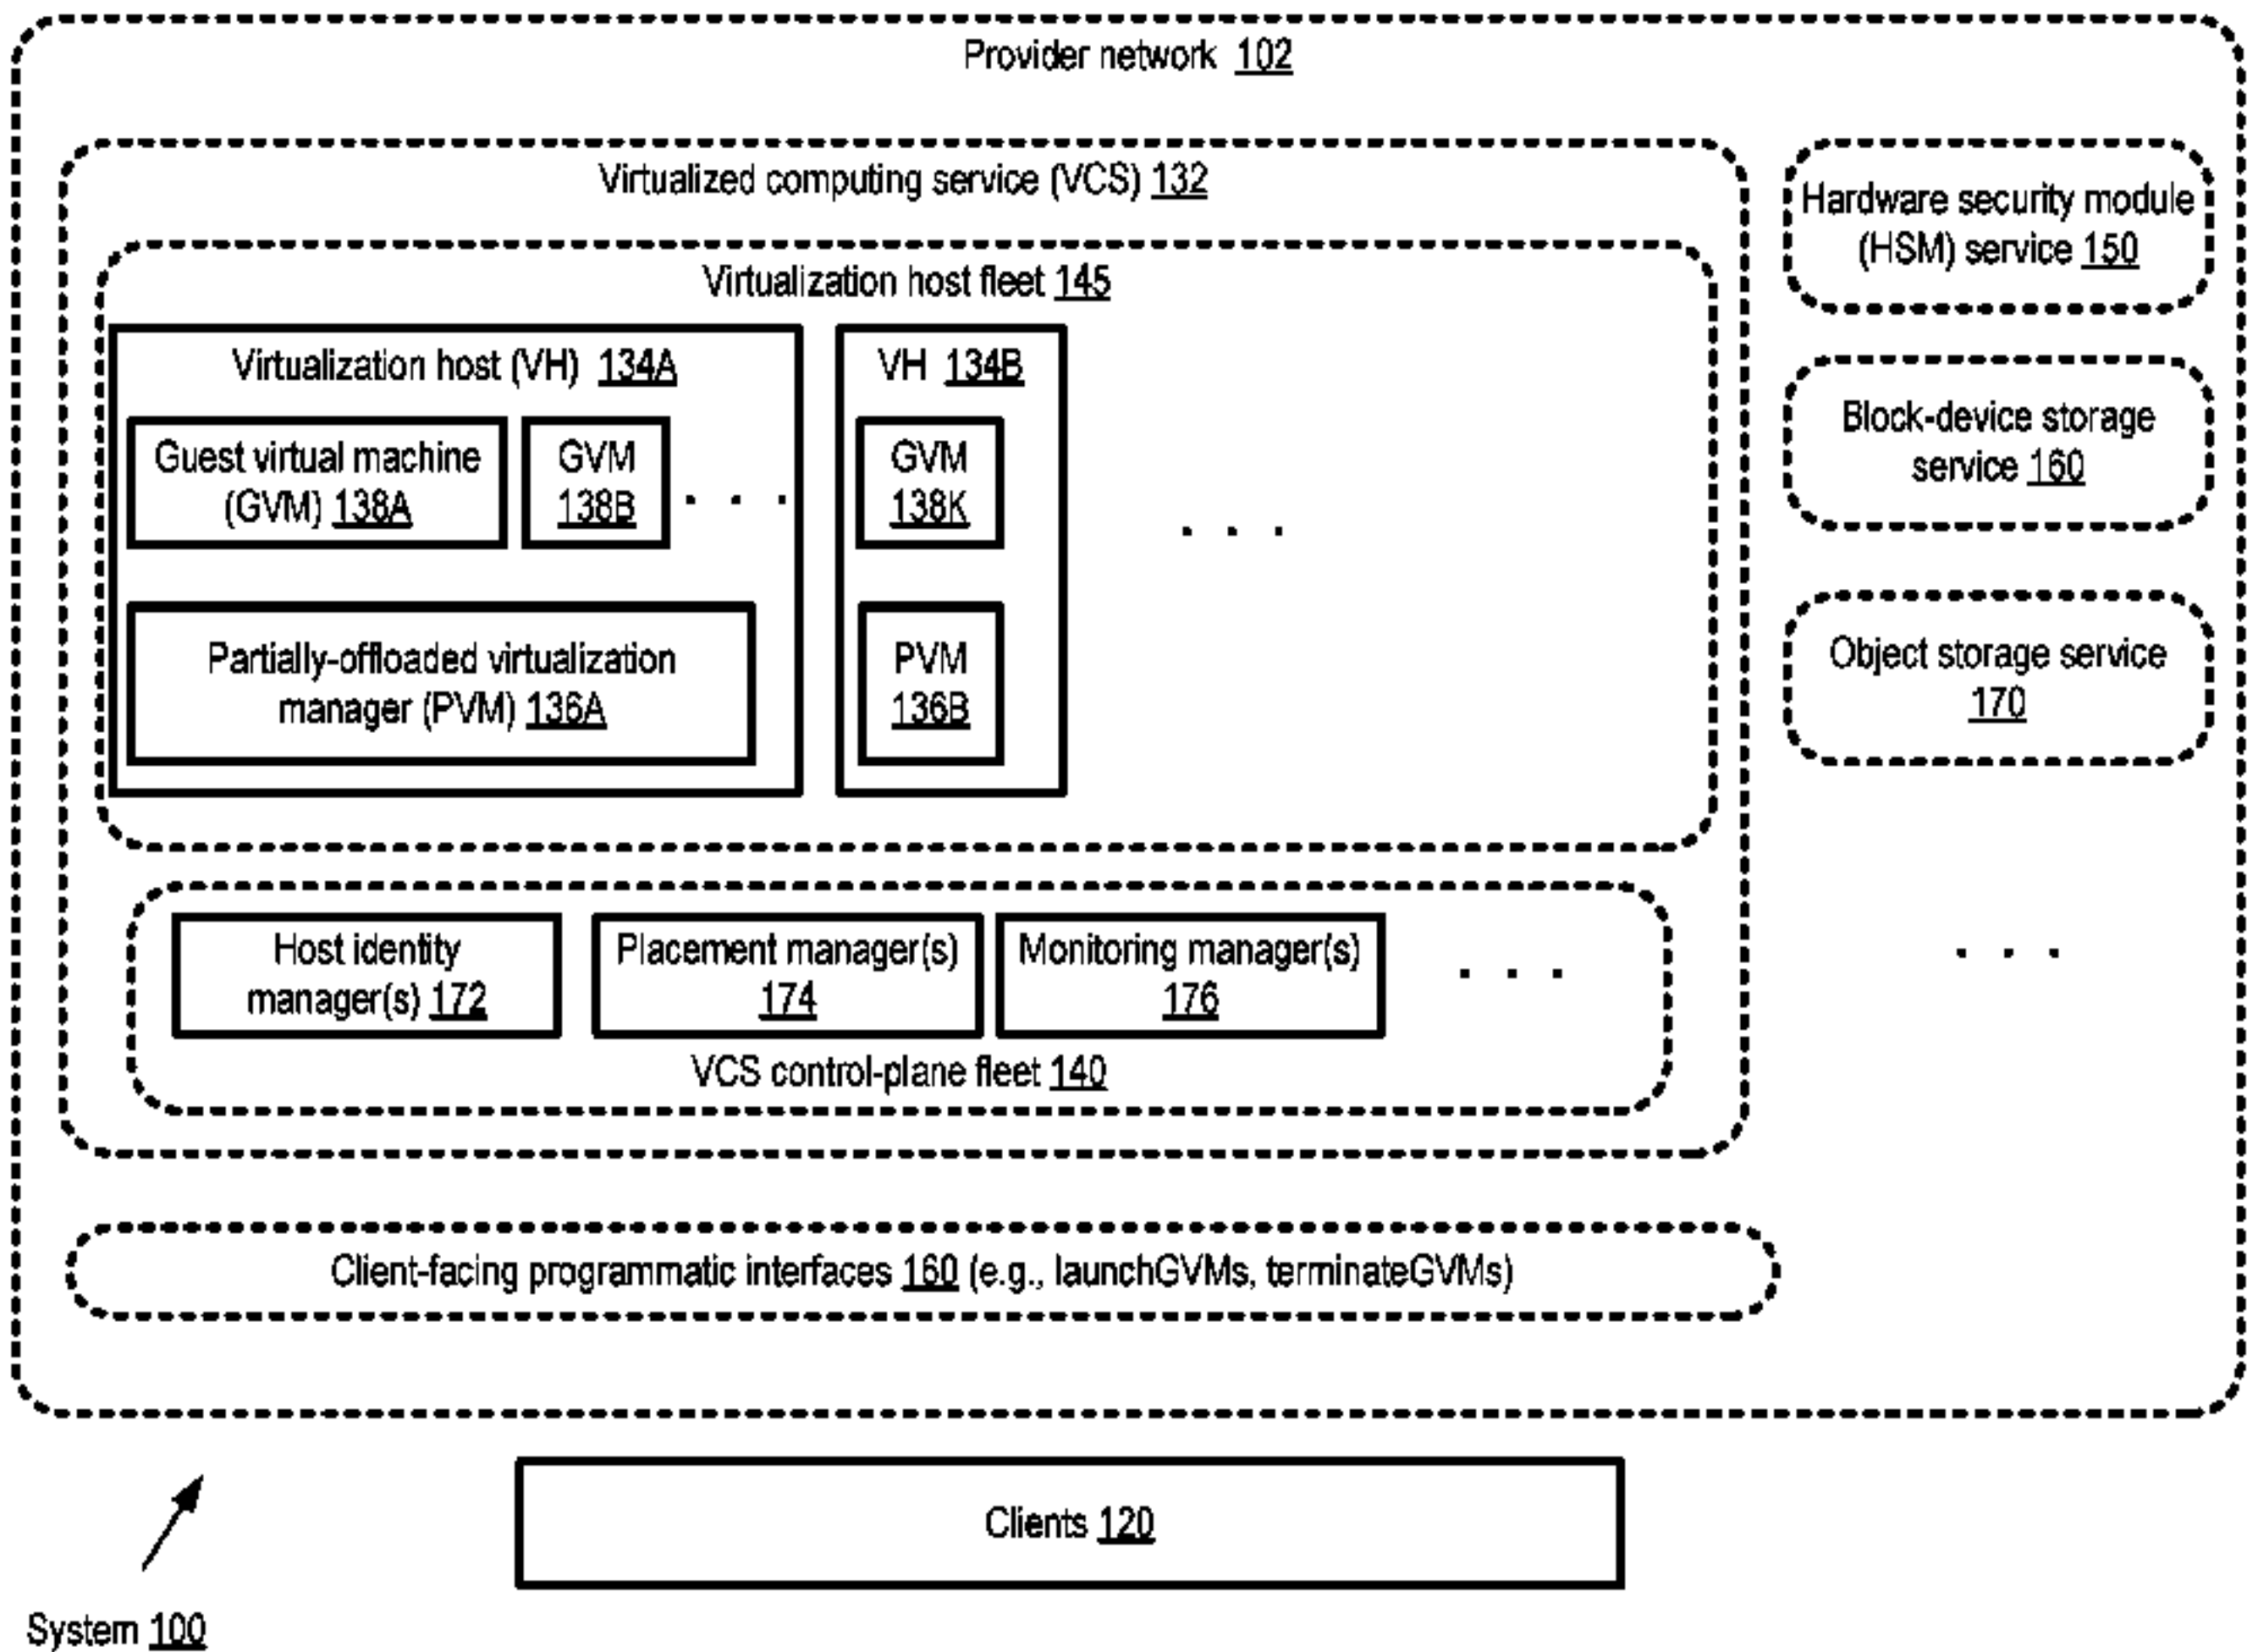 Provider network 102
Virtualized computing service (VCS) 132
Virtualization host fleet 145
Virtualization host (VH) 134A
Guest virtual machine
(GVM) 138A
GVM
138B
. . .
Partially-offloaded virtualization
manager (PVM) 136A
VH 134B
GVM
138K
PVM
136B
. . .
Host identity
manager(s) 172
Placement manager(s)
174
Monitoring manager(s)
176
. . .
VCS control-plane fleet 140
Hardware security module
(HSM) service 150
Block-device storage
service 160
Object storage service
170
. . .
Client-facing programmatic interfaces 160 (e.g., launchGVMs, terminateGVMs)
Clients 120
System 100